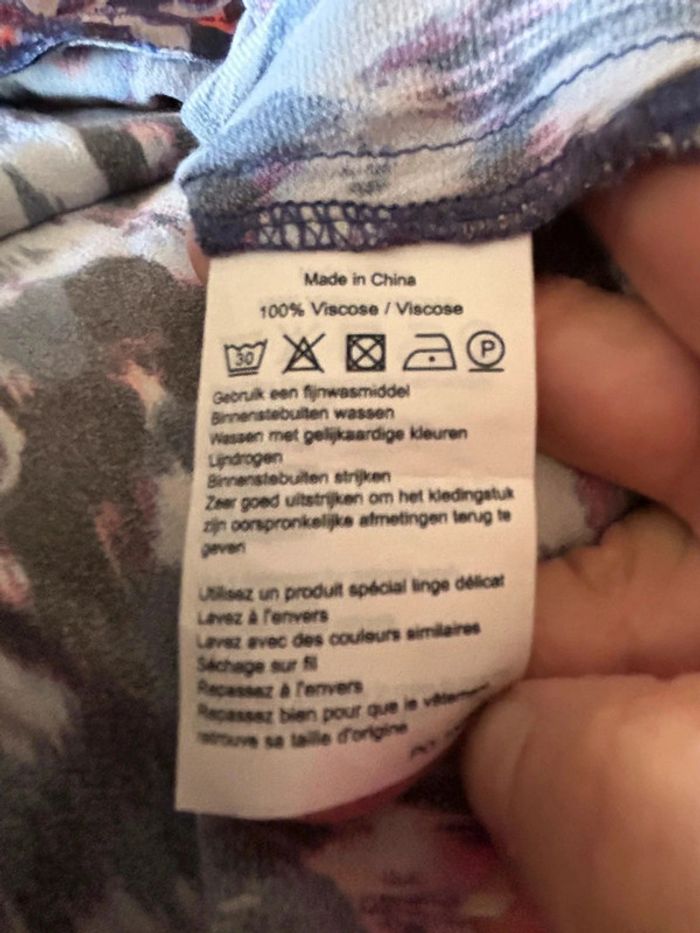 Made in China
100% Viscose / Viscose
30
P
Gebruik een fijnwasmiddel
Binnenstebuiten wassen
Wassen met gelijkaardige kleuren
Lijndrogen
Binnenstebuiten strijken
Zeer goed uitstrijken om het kledingstuk
zijn oorspronkelijke afmetingen terug te
geven
Utilisez un produit spécial linge délicat
Lavez à l'envers
Lavez avec des couleurs similaires
Séchage sur fil
Repassez à l'envers
Repassez bien pour que le vêtement
retrouve sa taille d'origine